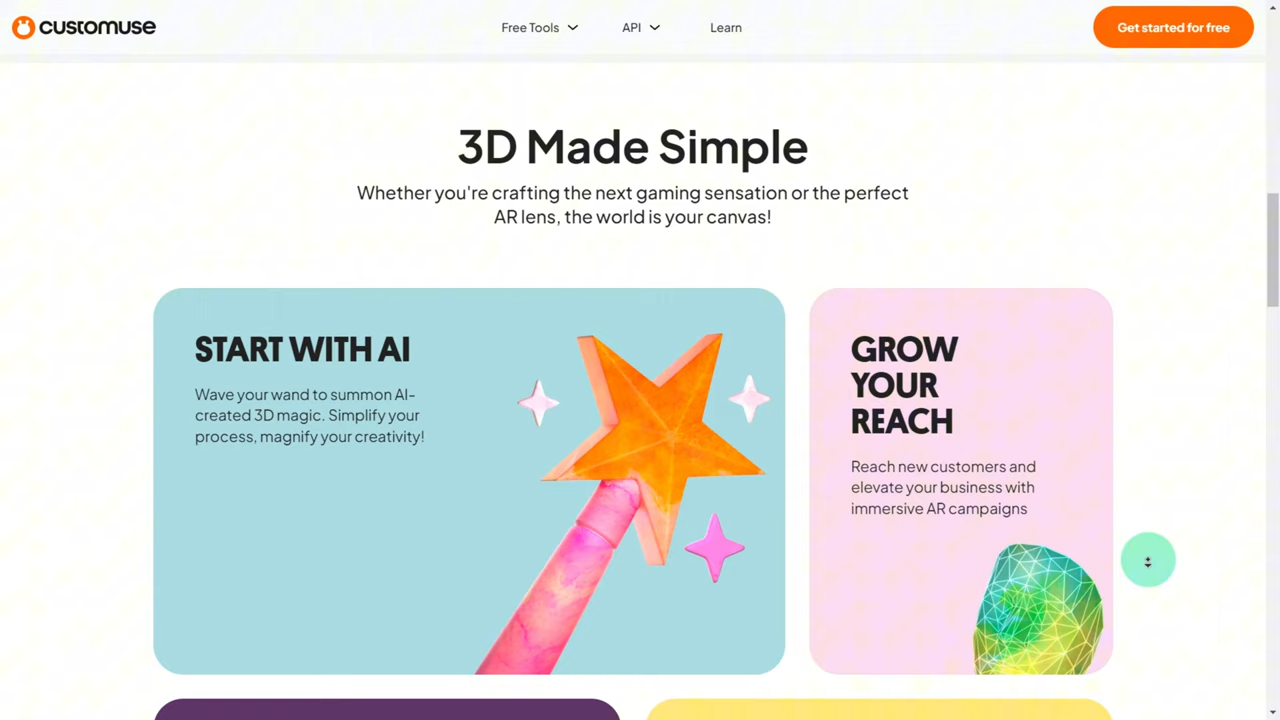 customuse
Free Tools
API
Learn
Get started for free
3D Made Simple
Whether you're crafting the next gaming sensation or the perfect
AR lens, the world is your canvas!
START WITH AI
Wave your wand to summon AI-
created 3D magic. Simplify your
process, magnify your creativity!
GROW
YOUR
REACH
Reach new customers and
elevate your business with
immersive AR campaigns